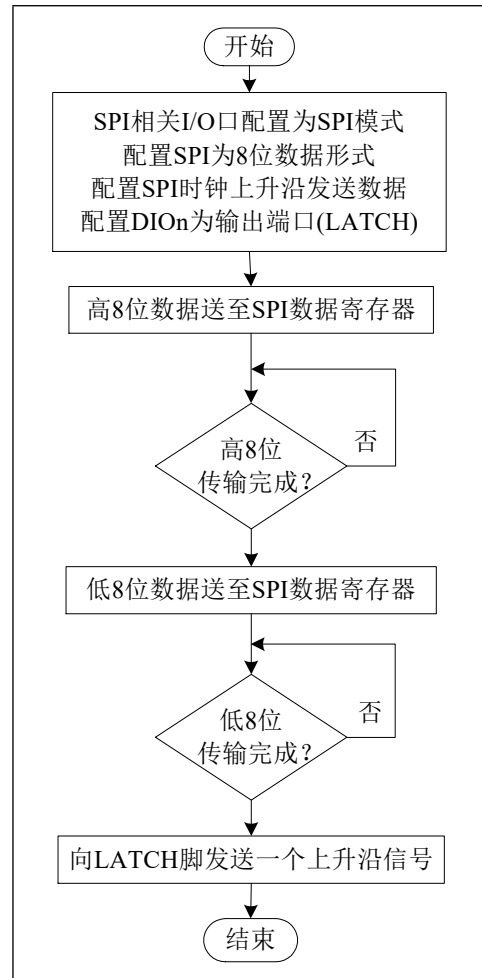 开始
SPI相关I/O口配置为SPI模式
配置SPI为8位数据形式
配置SPI时钟上升沿发送数据
配置DIOn为输出端口(LATCH)
高8位数据送至SPI数据寄存器
高8位
传输完成？
否
低8位数据送至SPI数据寄存器
低8位
传输完成？
否
向LATCH脚发送一个上升沿信号
结束